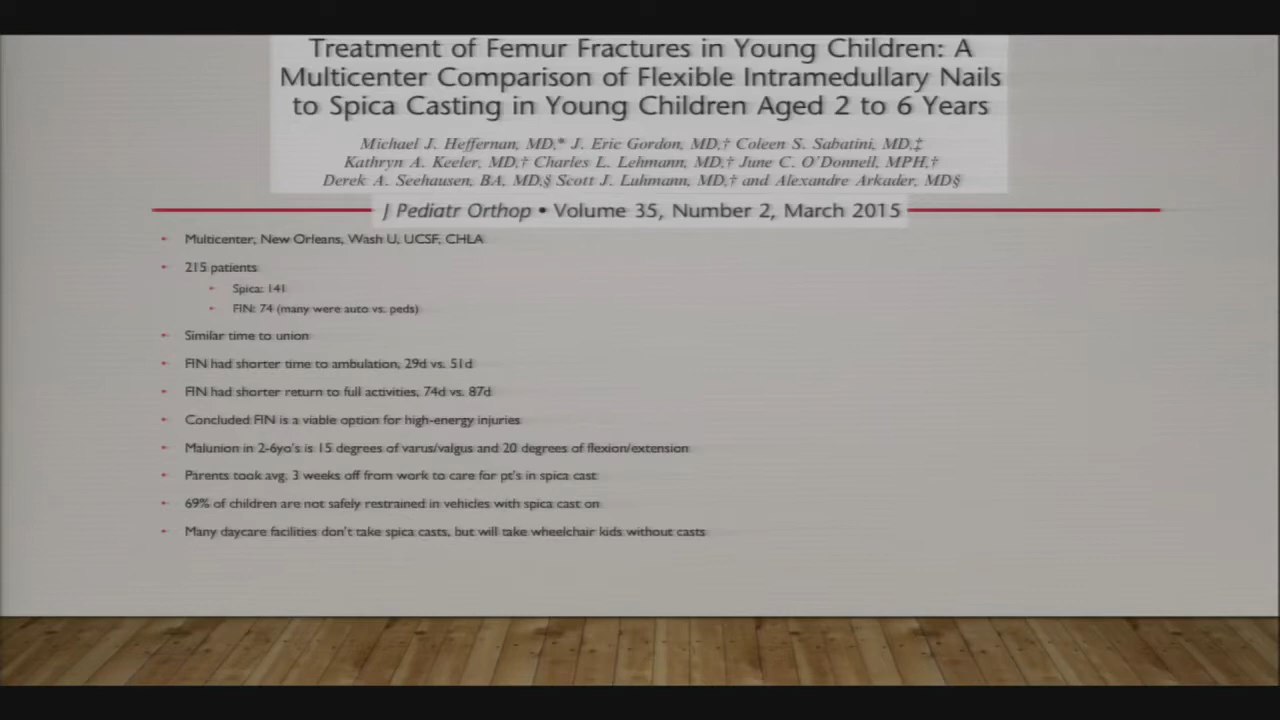 Treatment of Femur Fractures in Young Children: A
Multicenter Comparison of Flexible Intramedullary Nails
to Spica Casting in Young Children Aged 2 to 6 Years
Michael J. Heffernan, MD,* J. Eric Gordon, MD,† Coleen S. Sabatini, MD,‡
Kathryn A. Keeler, MD,† Charles L. Lehmann, MD,† June C. O'Donnell, MPH,†
Derek A. Seehausen, BA, MD,§ Scott J. Luhmann, MD,† and Alexandre Arkader, MD§
J Pediatr Orthop • Volume 35, Number 2, March 2015
• Multicenter, New Orleans, Wash U, UCSF, CHLA
• 215 patients
• Spica: 141
• FIN: 74 (many were auto vs. peds)
• Similar time to union
• FIN had shorter time to ambulation, 29d vs. 51d
• FIN had shorter return to full activities, 74d vs. 87d
• Concluded FIN is a viable option for high-energy injuries
• Malunion in 2-6yo's is 15 degrees of varus/valgus and 20 degrees of flexion/extension
• Parents took avg. 3 weeks off from work to care for pt's in spica cast
• 69% of children are not safely restrained in vehicles with spica cast on
• Many daycare facilities don't take spica casts, but will take wheelchair kids without casts